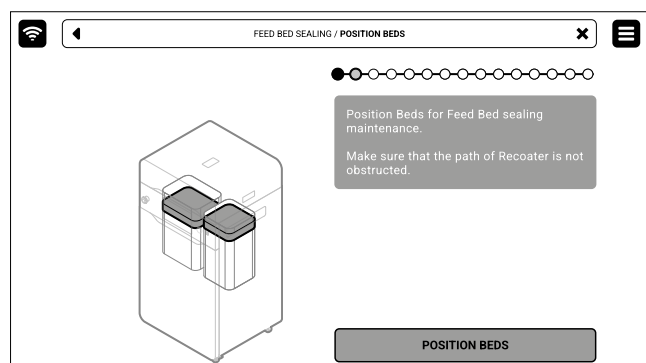 FEED BED SEALING / POSITION BEDS
Position Beds for Feed Bed sealing
maintenance.
Make sure that the path of Recoater is not
obstructed.
POSITION BEDS